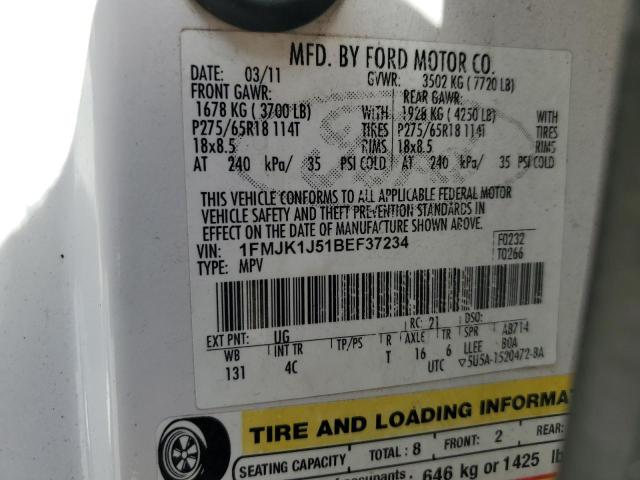 MFD. BY FORD MOTOR CO.
DATE: 03/11 GVWR: 3502 KG (7720 LB)
FRONT GAWR: REAR GAWR:
1678 KG (3700 LB) WITH 1928 KG (4250 LB) WITH
P275/65R18 114T TIRES P275/65R18 114T TIRES
18x8.5 RIMS 18x8.5 RIMS
AT 240 kPa/ 35 PSI COLD AT 240 kPa/ 35 PSI COLD
THIS VEHICLE CONFORMS TO ALL APPLICABLE FEDERAL MOTOR
VEHICLE SAFETY AND THEFT PREVENTION STANDARDS IN
EFFECT ON THE DATE OF MANUFACTURE SHOWN ABOVE.
VIN: 1FMJK1J51BEF37234 F0232
TYPE: MPV T0266
EXT PNT: UG RC: 21 DSO:
WB INT TR TP/PS R AXLE TR SPR A8714
131 4C T 16 6 LLEE B0A
UTC ▽5U5A-1520472-BA
TIRE AND LOADING INFORMA
SEATING CAPACITY TOTAL: 8 FRONT: 2 REAR:
occupants 646 kg or 1425 lb